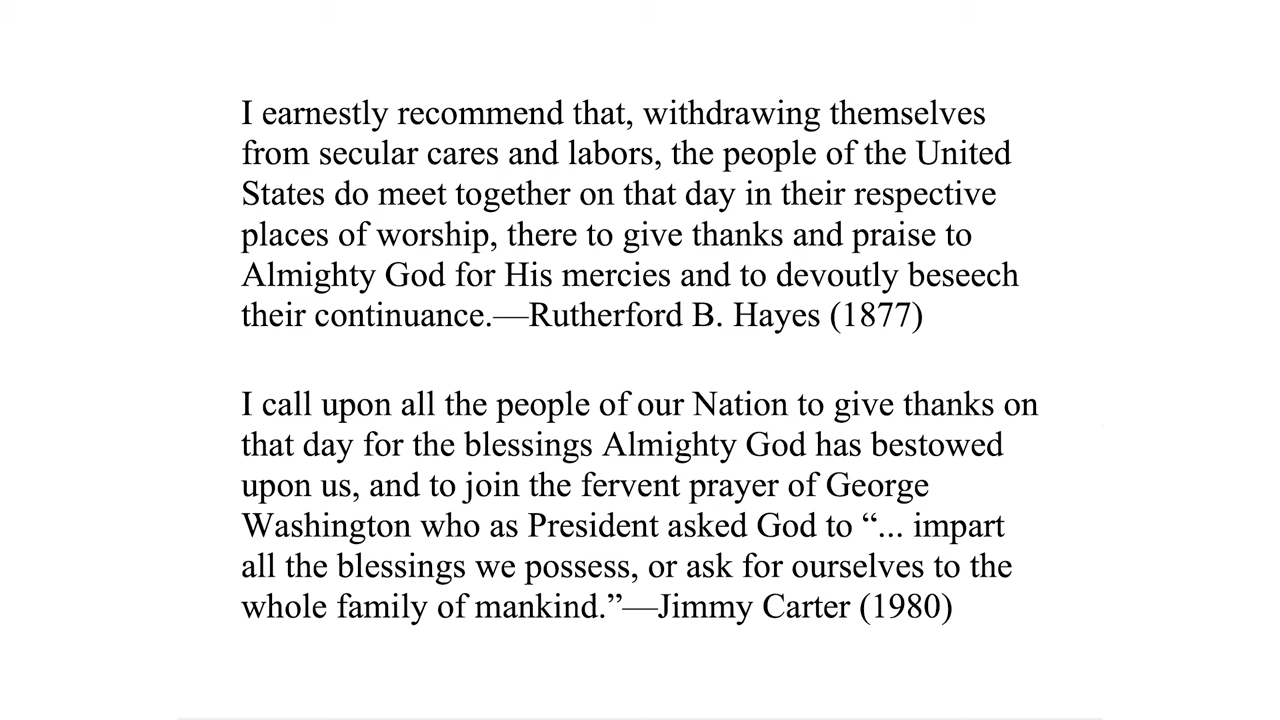 I earnestly recommend that, withdrawing themselves
from secular cares and labors, the people of the United
States do meet together on that day in their respective
places of worship, there to give thanks and praise to
Almighty God for His mercies and to devoutly beseech
their continuance.—Rutherford B. Hayes (1877)
I call upon all the people of our Nation to give thanks on
that day for the blessings Almighty God has bestowed
upon us, and to join the fervent prayer of George
Washington who as President asked God to “... impart
all the blessings we possess, or ask for ourselves to the
whole family of mankind.”—Jimmy Carter (1980)